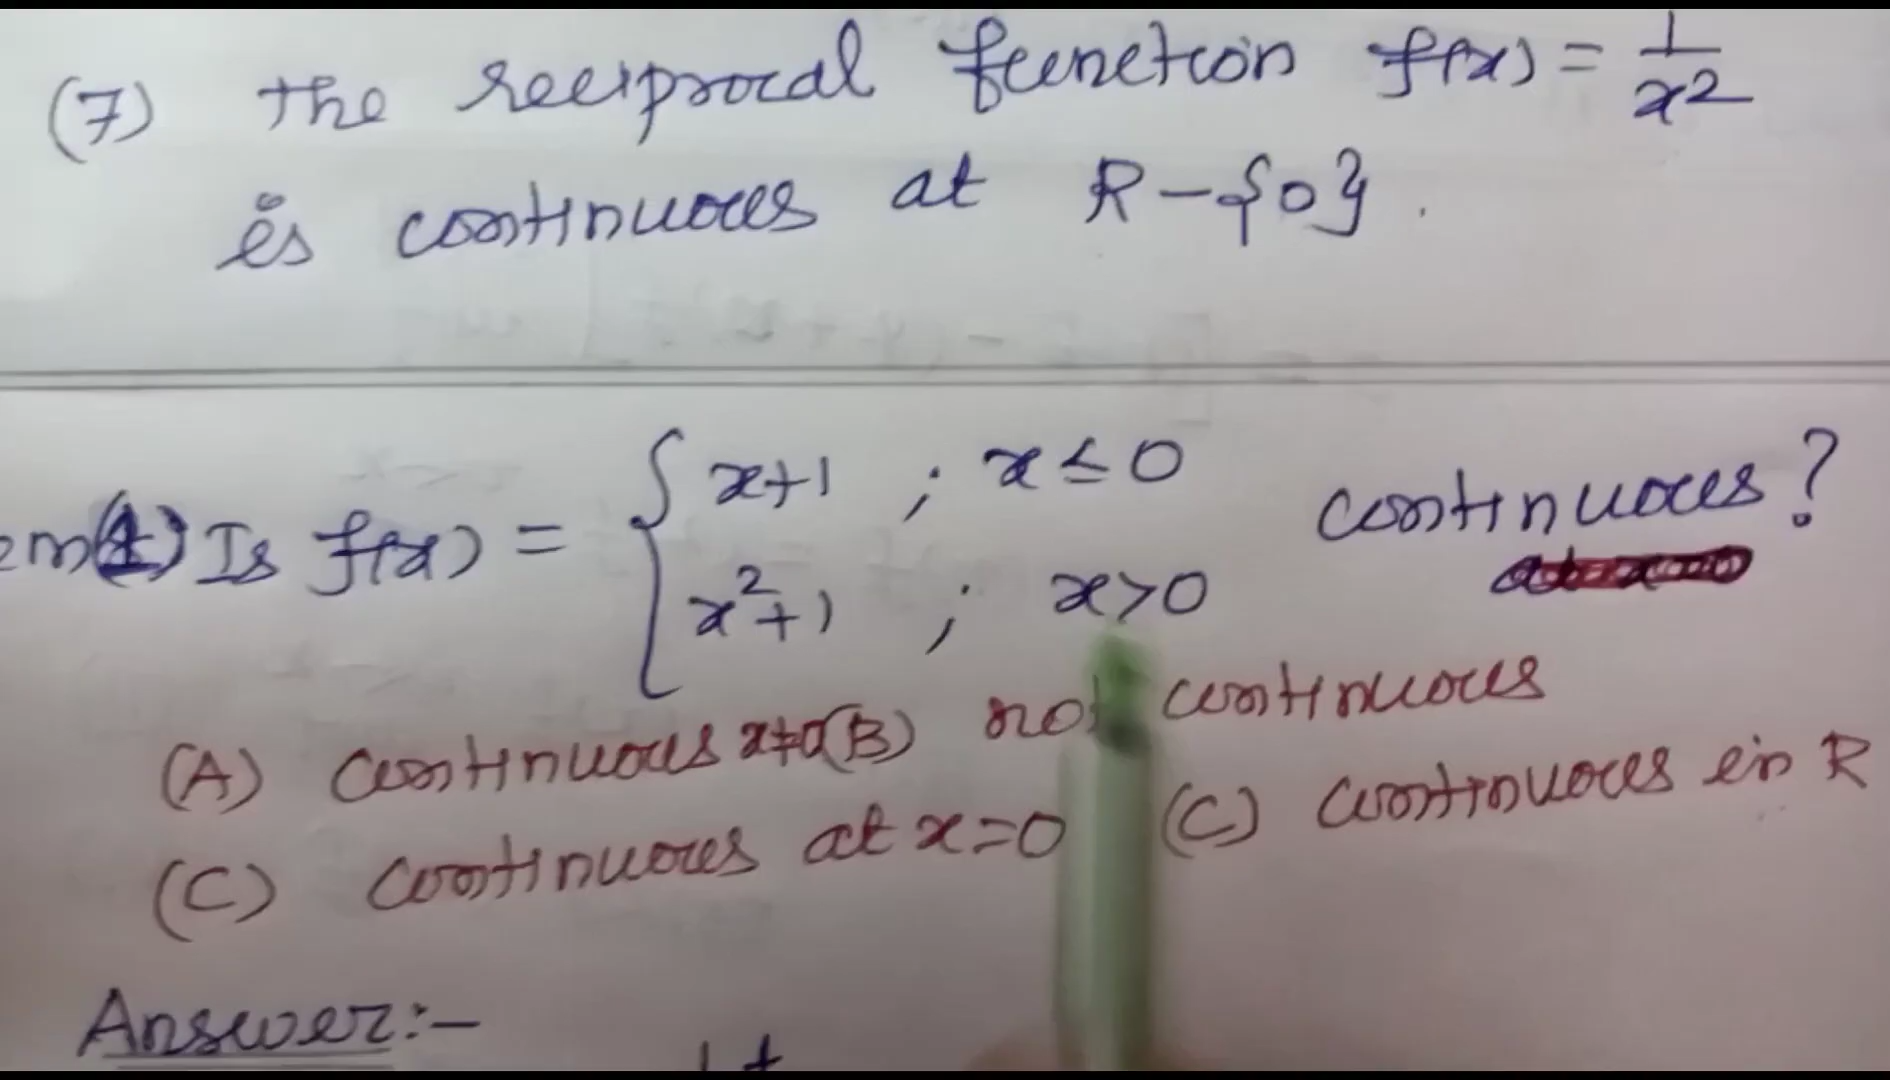 (7) The reciprocal function f(x) = 1/x²
is continuous at R-{0}.
(1) Is f(x) = { x+1 ; x≤0 continuous?
x²+1 ; x>0
(A) continuous x≠0 (B) not continuous
(C) continuous at x=0 (C) continuous in R
Answer:-